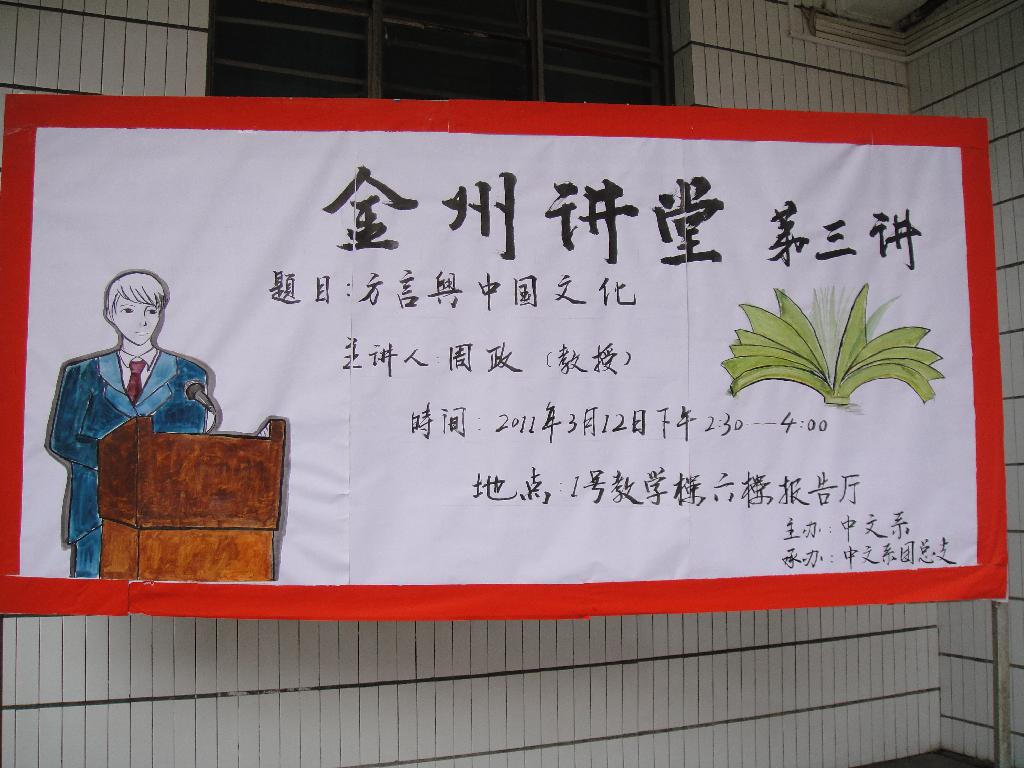 金州讲堂 第三讲
題目:方言與中国文化
主讲人:周政(教授)
時间:2011年3月12日下午2:30—4:00
地点:1号教学樓六樓报告厅
主办:中文系
承办:中文系团总支